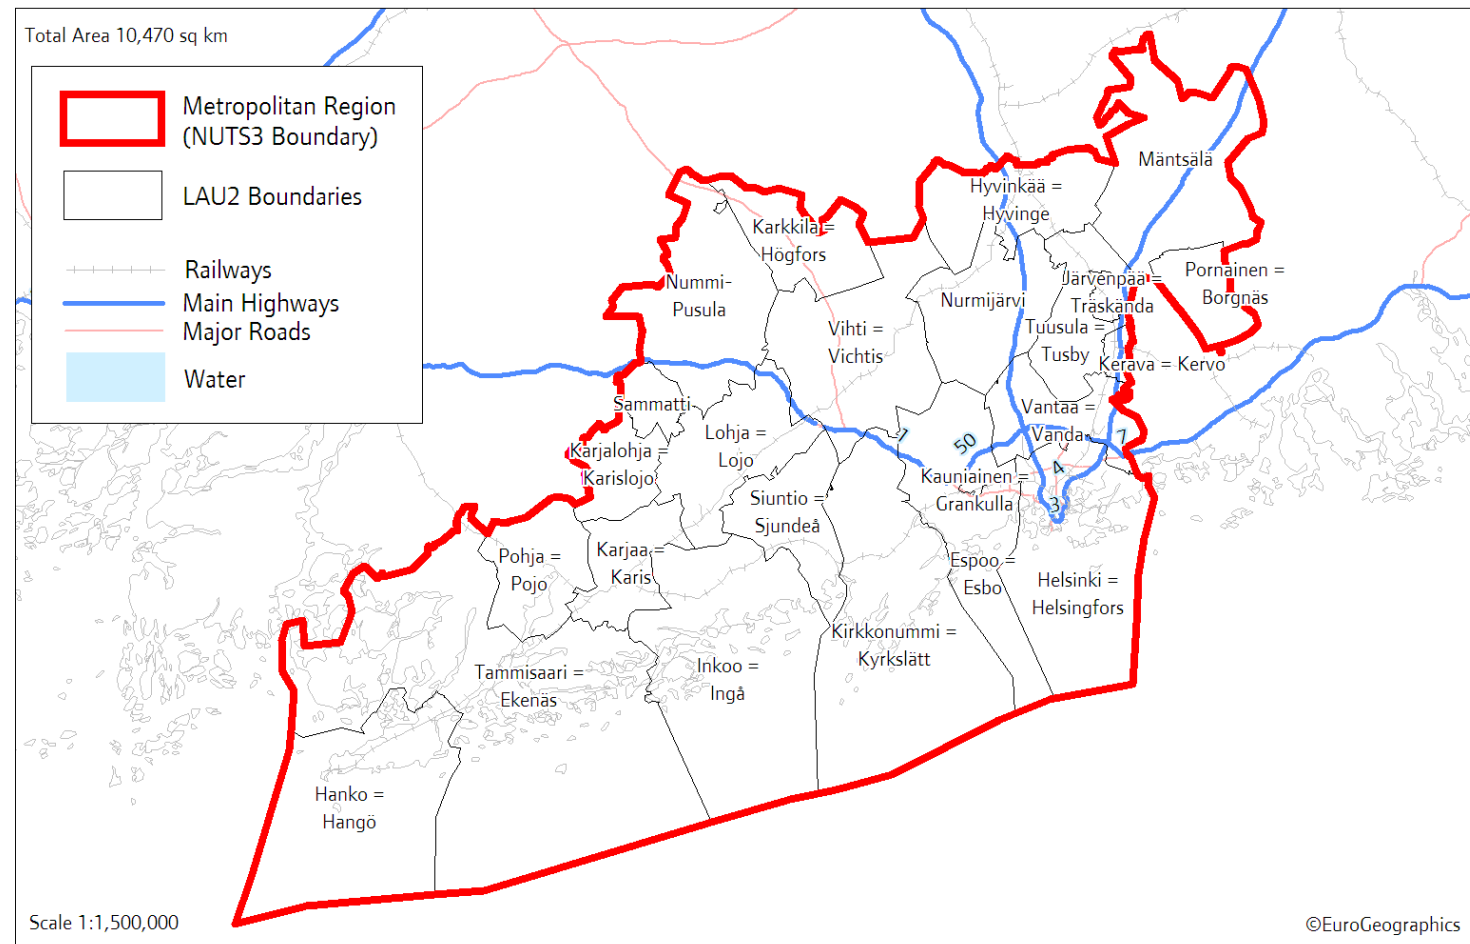 Total Area 10,470 sq km
Metropolitan Region
(NUTS3 Boundary)
LAU2 Boundaries
Railways
Main Highways
Major Roads
Water
Mäntsälä
Hyvinkää =
Hyvinge
Karkkila =
Högfors
Nummi-
Pusula
Nurmijärvi
Järvenpää =
Träskända
Pornainen =
Borgnäs
Vihti =
Vichtis
Tuusula =
Tusby
Kerava = Kervo
Sammatti
Vantaa =
Vanda
Lohja =
Lojo
1
50
7
4
3
Karjalohja =
Karislojo
Kauniainen =
Grankulla
Siuntio =
Sjundeå
Pohja =
Pojo
Karjaa =
Karis
Espoo =
Esbo
Helsinki =
Helsingfors
Kirkkonummi =
Kyrkslätt
Tammisaari =
Ekenäs
Inkoo =
Ingå
Hanko =
Hangö
Scale 1:1,500,000
©EuroGeographics